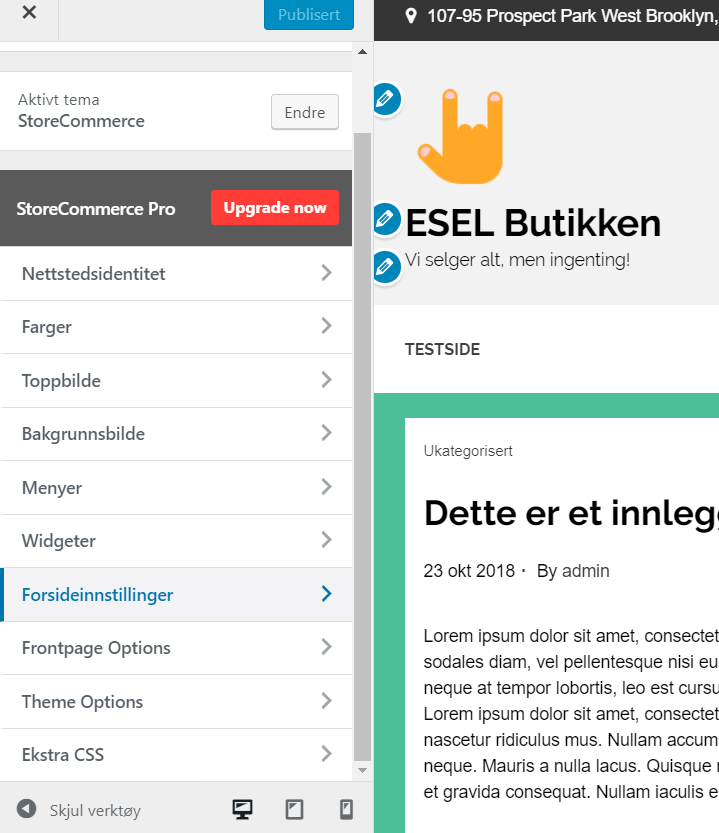 Publisert
Aktivt tema
StoreCommerce
Endre
StoreCommerce Pro
Upgrade now
Nettstedsidentitet
Farger
Toppbilde
Bakgrunnsbilde
Menyer
Widgeter
Forsideinnstillinger
Frontpage Options
Theme Options
Ekstra CSS
Skjul verktøy
107-95 Prospect Park West Brooklyn,
ESEL Butikken
Vi selger alt, men ingenting!
TESTSIDE
Ukategorisert
Dette er et innleg
23 okt 2018 · By admin
Lorem ipsum dolor sit amet, consectet
sodales diam, vel pellentesque nisi eu
neque at tempor lobortis, leo est cursu
Lorem ipsum dolor sit amet, consectet
nascetur ridiculus mus. Nullam accum
neque. Mauris a nulla lacus. Quisque
et gravida consequat. Nullam iaculis e